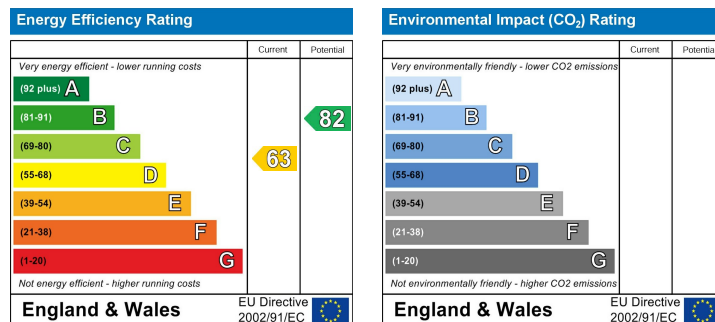 Energy Efficiency Rating
Current Potential
Very energy efficient - lower running costs
(92 plus) A
(81-91) B
82
(69-80) C
63
(55-68) D
(39-54) E
(21-38) F
(1-20) G
Not energy efficient - higher running costs
England & Wales
EU Directive
2002/91/EC
Environmental Impact (CO₂) Rating
Current Potential
Very environmentally friendly - lower CO2 emissions
(92 plus) A
(81-91) B
(69-80) C
(55-68) D
(39-54) E
(21-38) F
(1-20) G
Not environmentally friendly - higher CO2 emissions
England & Wales
EU Directive
2002/91/EC